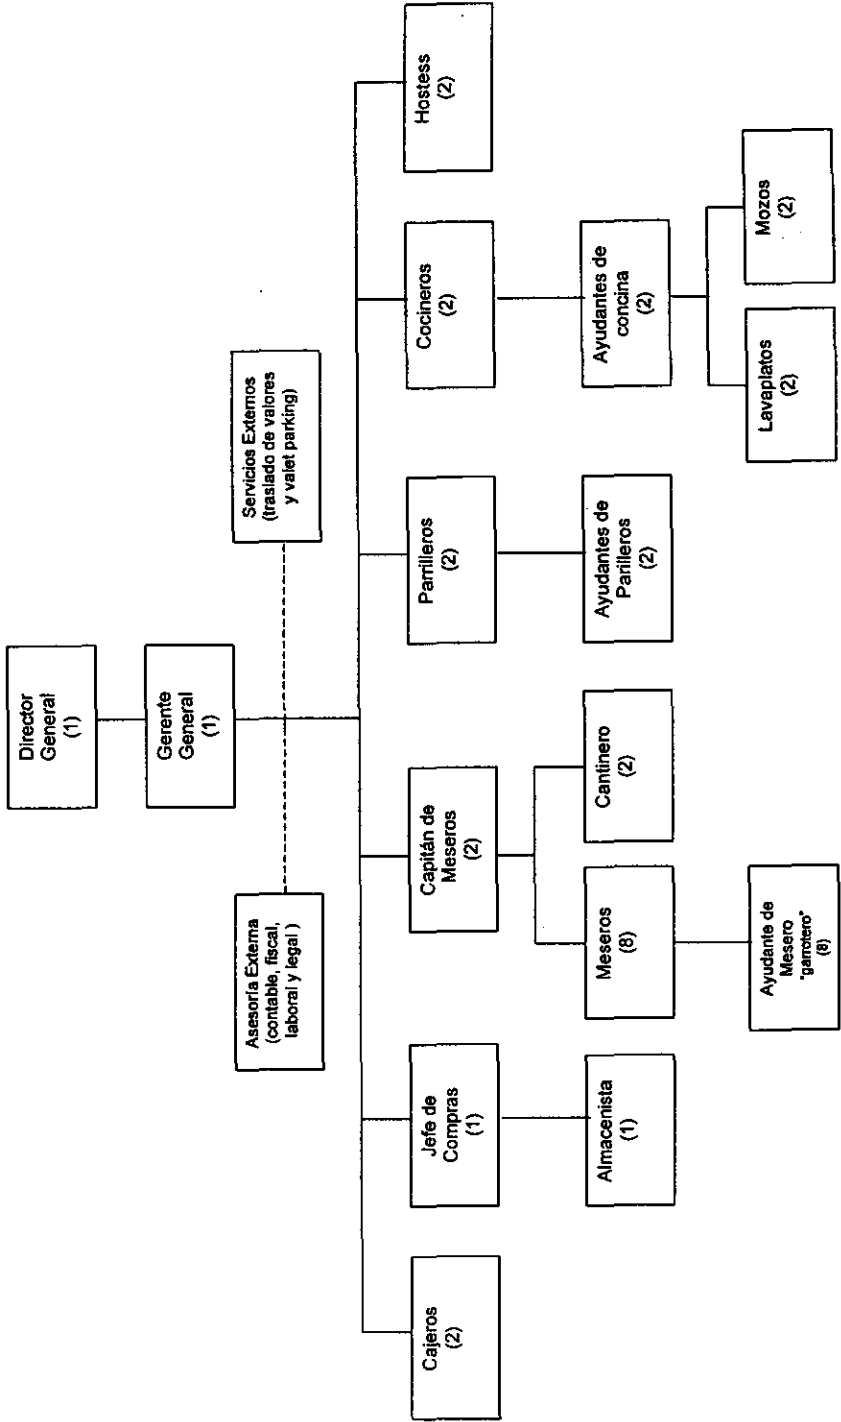 Director
General
(1)
Gerente
General
(1)
Asesoría Externa
(contable, fiscal,
laboral y legal )
Servicios Externos
(traslado de valores
y valet parking)
Cajeros
(2)
Jefe de
Compras
(1)
Capitán de
Meseros
(2)
Parrilleros
(2)
Cocineros
(2)
Hostess
(2)
Almacenista
(1)
Meseros
(8)
Cantinero
(2)
Ayudantes de
Parilleros
(2)
Ayudantes de
concina
(2)
Ayudante de
Mesero
"garrotero"
(8)
Lavaplatos
(2)
Mozos
(2)